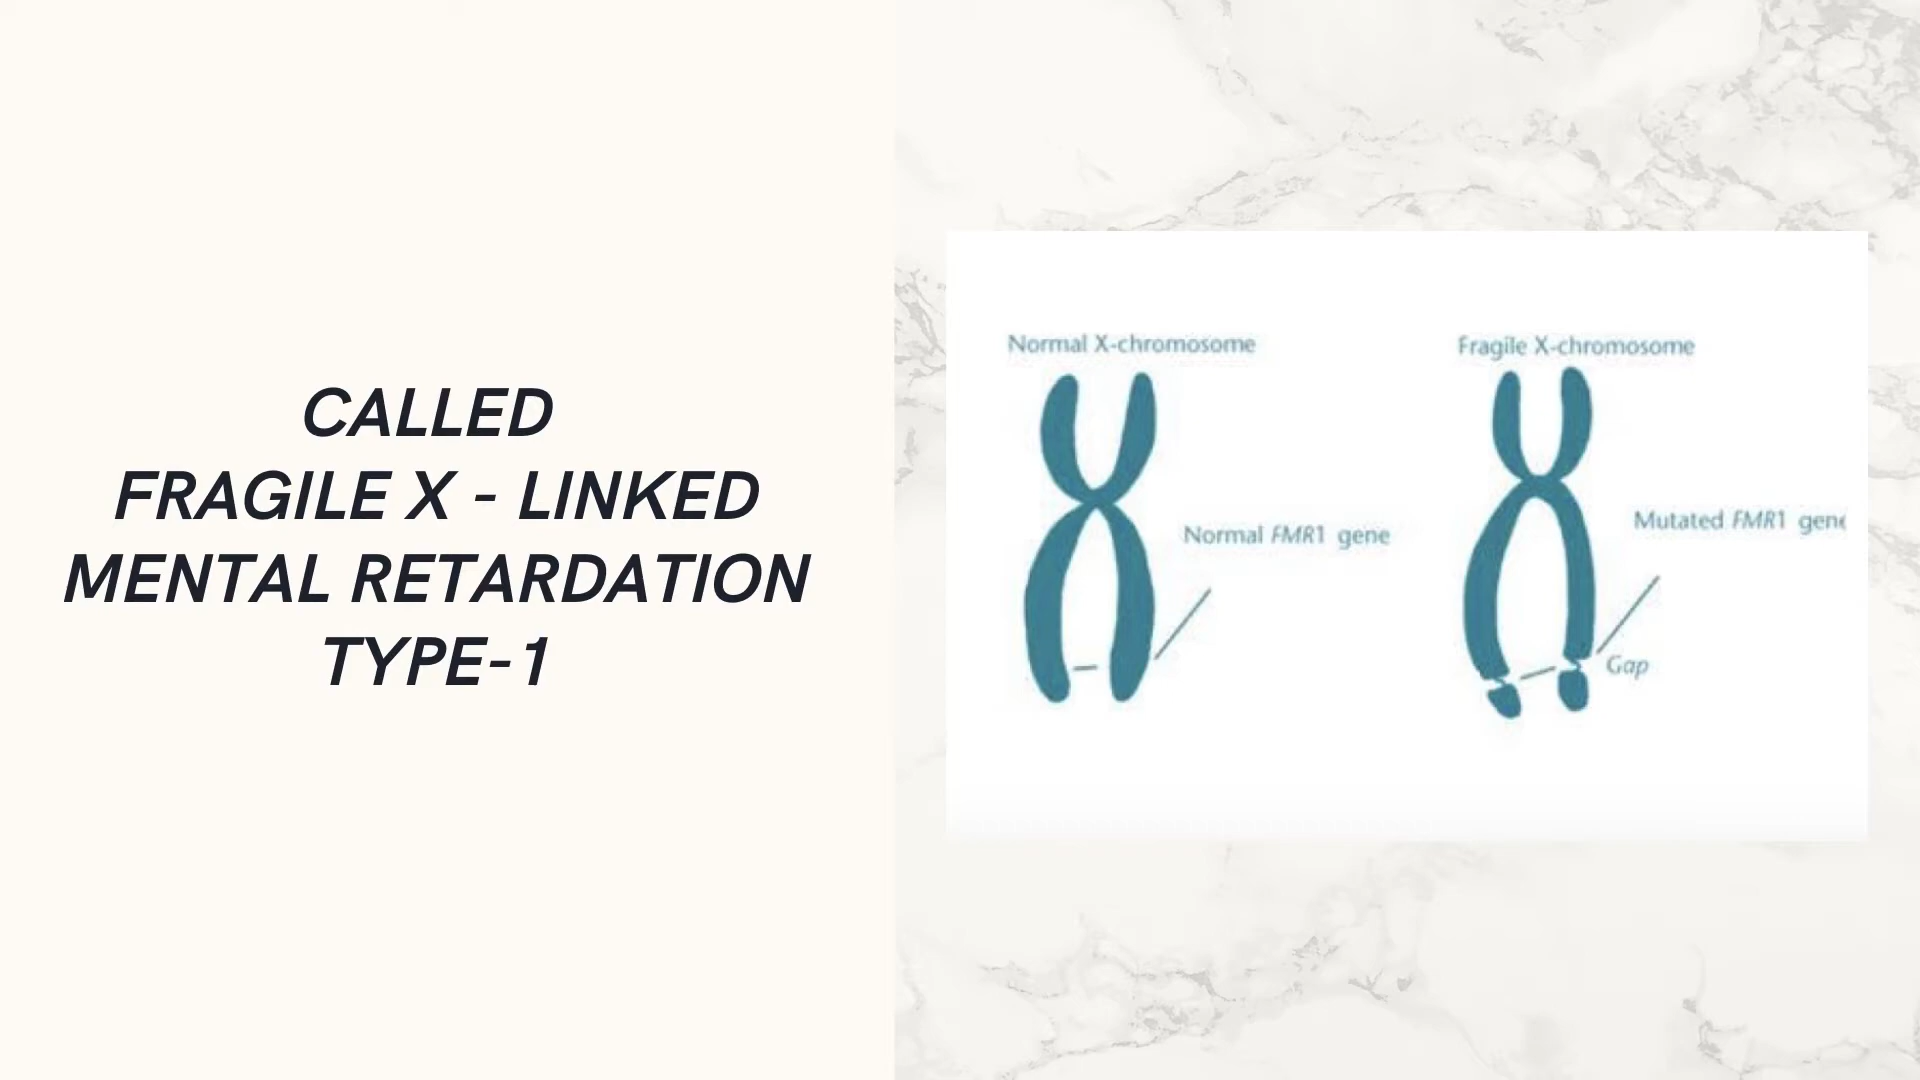 CALLED
FRAGILE X - LINKED
MENTAL RETARDATION
TYPE-1
Normal X-chromosome
Normal FMR1 gene
Fragile X-chromosome
Mutated FMR1 gene
Gap